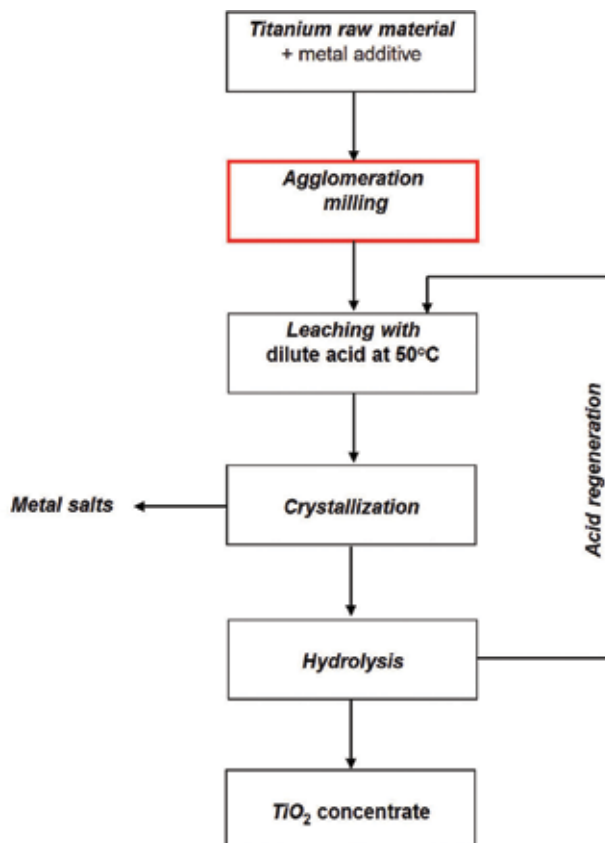 Titanium raw material
+ metal additive
Agglomeration
milling
Leaching with
dilute acid at 50°C
Acid regeneration
Metal salts
Crystallization
Hydrolysis
TiO₂ concentrate